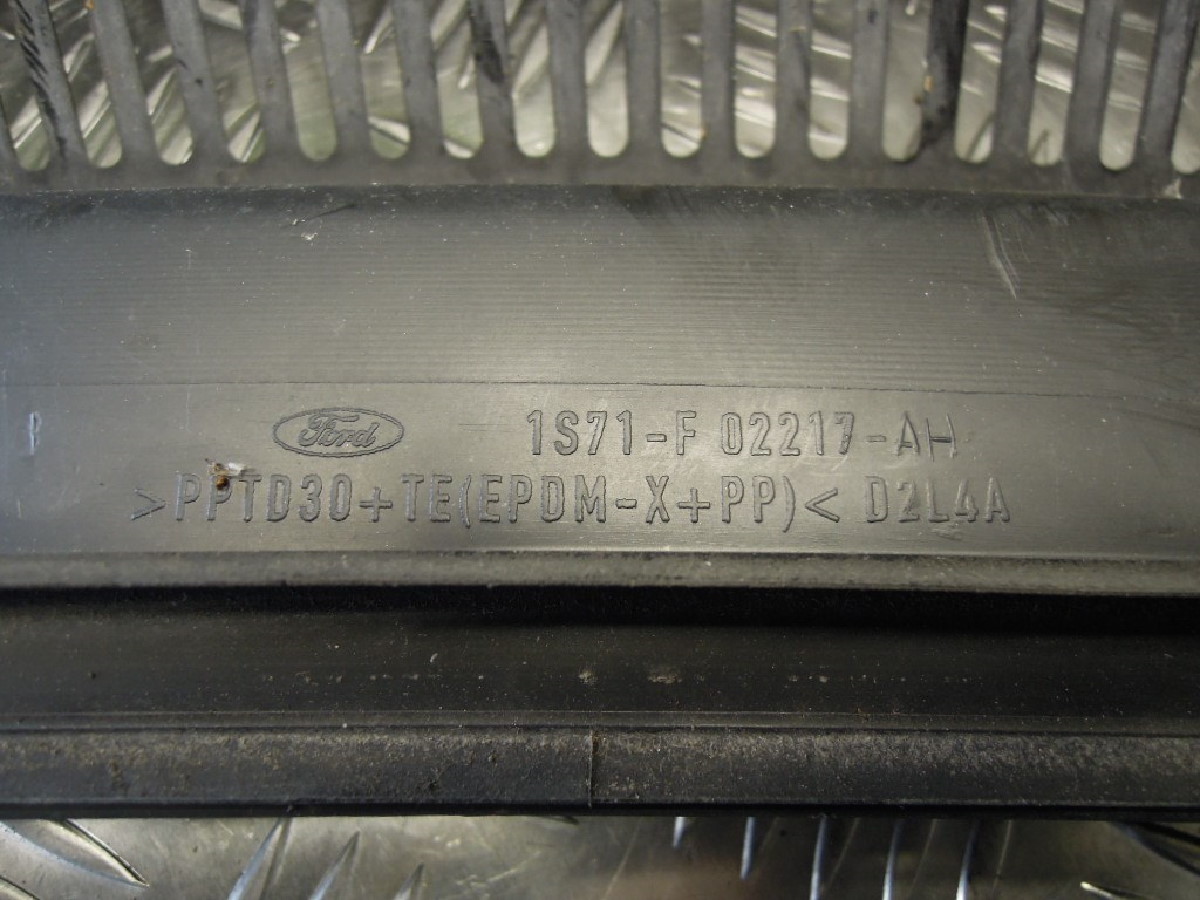 Ford 1S71-F 02217-AH
>PPTD30+TE(EPDM-X+PP)< D2L4A